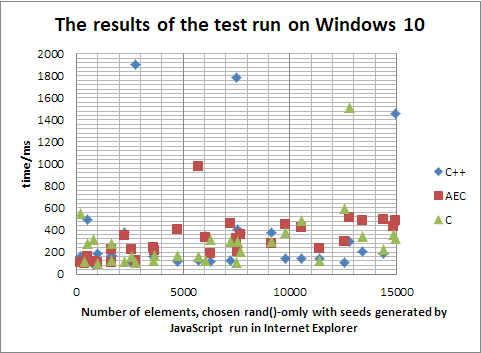 The results of the test run on Windows 10
2000
1800
1600
1400
1200
1000
800
600
400
200
0
time/ms
0 5000 10000 15000
C++
AEC
C
Number of elements, chosen rand()-omly with seeds generated by
JavaScript run in Internet Explorer